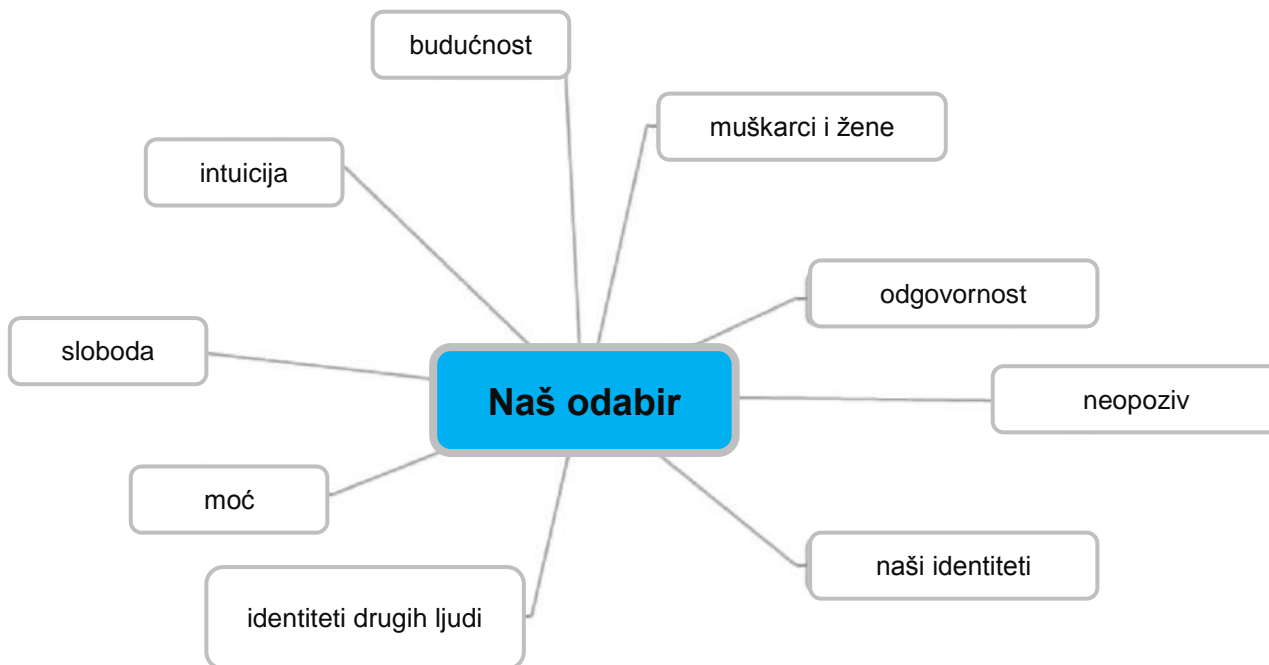 budućnost
muškarci i žene
intuicija
odgovornost
sloboda
Naš odabir
neopoziv
moć
naši identiteti
identiteti drugih ljudi